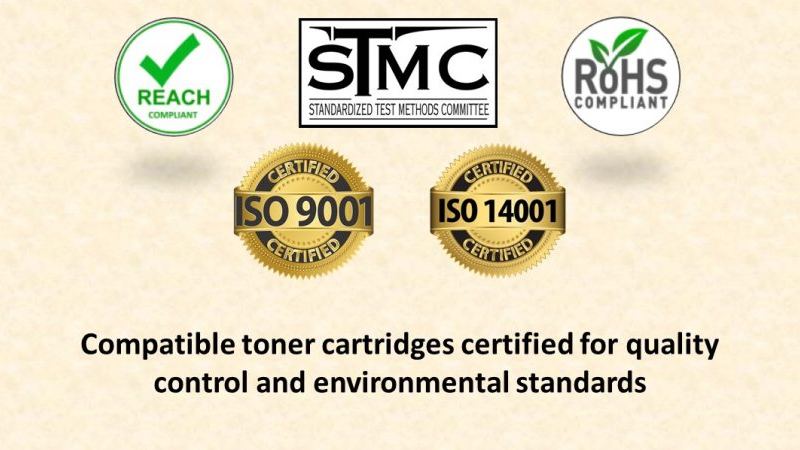 REACH
COMPLIANT
STMC
STANDARDIZED TEST METHODS COMMITTEE
RoHS
COMPLIANT
CERTIFIED
ISO 9001
CERTIFIED
CERTIFIED
ISO 14001
CERTIFIED
Compatible toner cartridges certified for quality
control and environmental standards